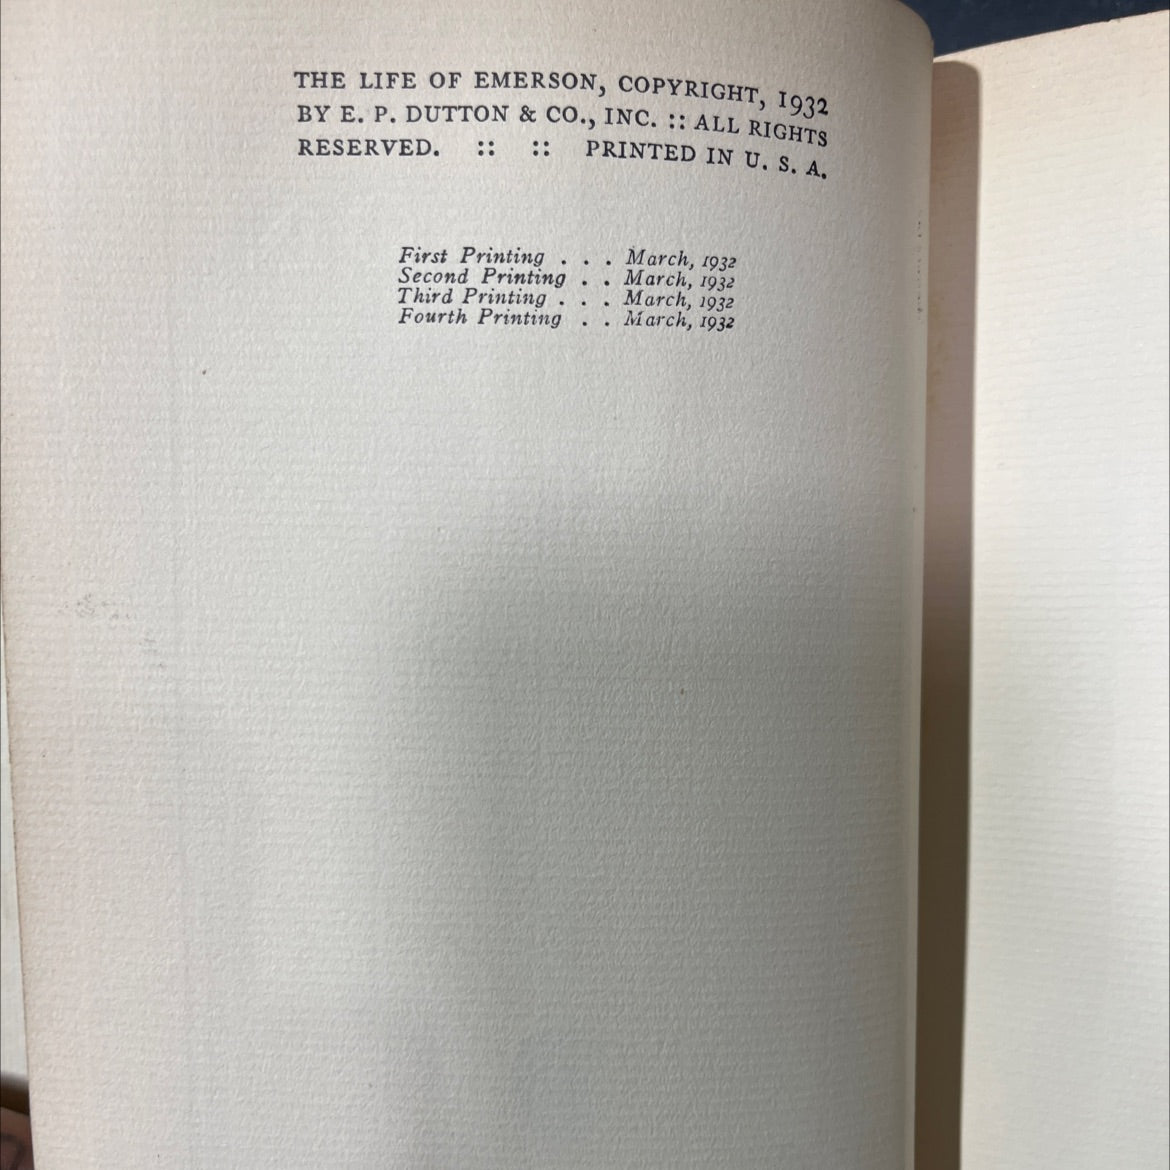 THE LIFE OF EMERSON, COPYRIGHT, 1932
BY E. P. DUTTON & CO., INC. :: ALL RIGHTS
RESERVED. :: :: PRINTED IN U. S. A.
First Printing . . . March, 1932
Second Printing . . March, 1932
Third Printing . . . March, 1932
Fourth Printing . . March, 1932